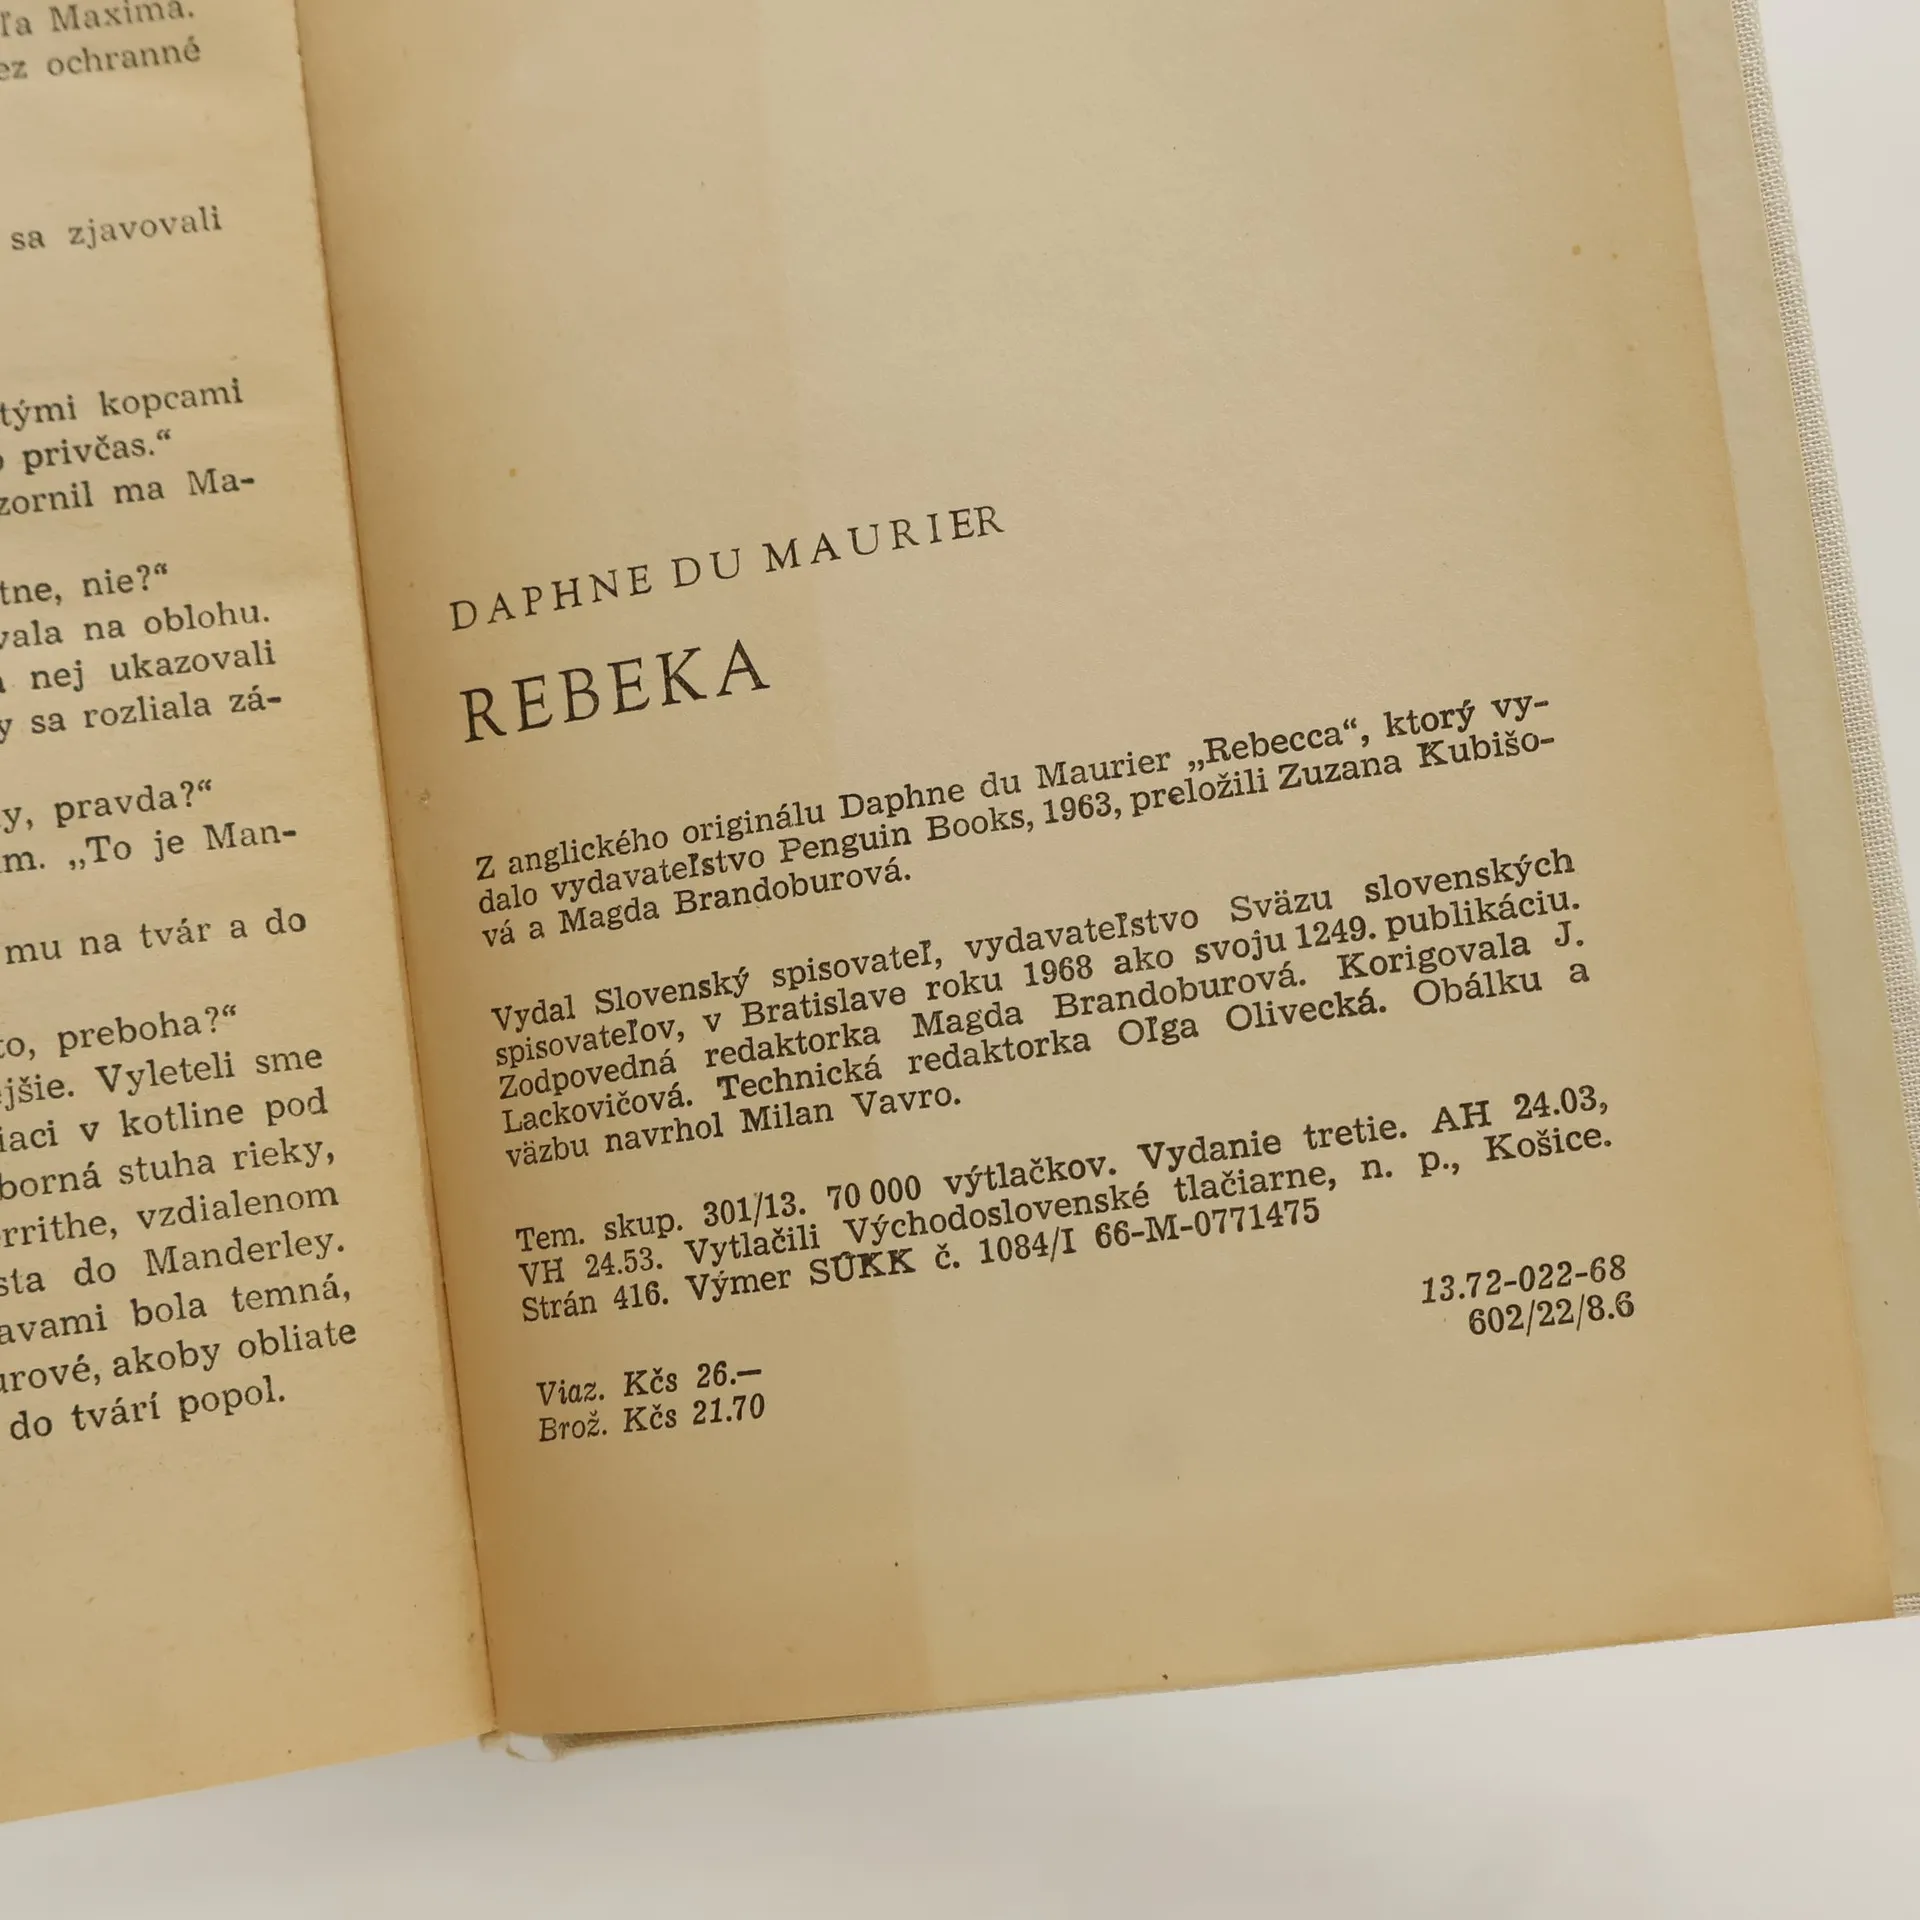 ľa Maxima.
ez ochranné
sa zjavovali
tými kopcami
privčas.“
zornil ma Ma-
tne, nie?“
vala na oblohu.
nej ukazovali
y sa rozliala zá-
y, pravda?“
m. „To je Man-
mu na tvár a do
to, preboha?“
ejšie. Vyleteli sme
iaci v kotline pod
borná stuha rieky,
errithe, vzdialenom
sta do Manderley.
avami bola temná,
urové, akoby obliate
do tvárí popol.
DAPHNE DU MAURIER
REBEKA
Z anglického originálu Daphne du Maurier „Rebecca“, ktorý vy-
dalo vydavateľstvo Penguin Books, 1963, preložili Zuzana Kubišo-
vá a Magda Brandoburová.
Vydal Slovenský spisovateľ, vydavateľstvo Sväzu slovenských
spisovateľov, v Bratislave roku 1968 ako svoju 1249. publikáciu.
Zodpovedná redaktorka Magda Brandoburová. Korigovala J.
Lackovičová. Technická redaktorka Oľga Olivecká. Obálku a
väzbu navrhol Milan Vavro.
Tem. skup. 301/13. 70 000 výtlačkov. Vydanie tretie. AH 24.03,
VH 24.53. Vytlačili Východoslovenské tlačiarne, n. p., Košice.
Strán 416. Výmer SÚKK č. 1084/I 66-M-0771475
13.72-022-68
602/22/8.6
Viaz. Kčs 26.—
Brož. Kčs 21.70